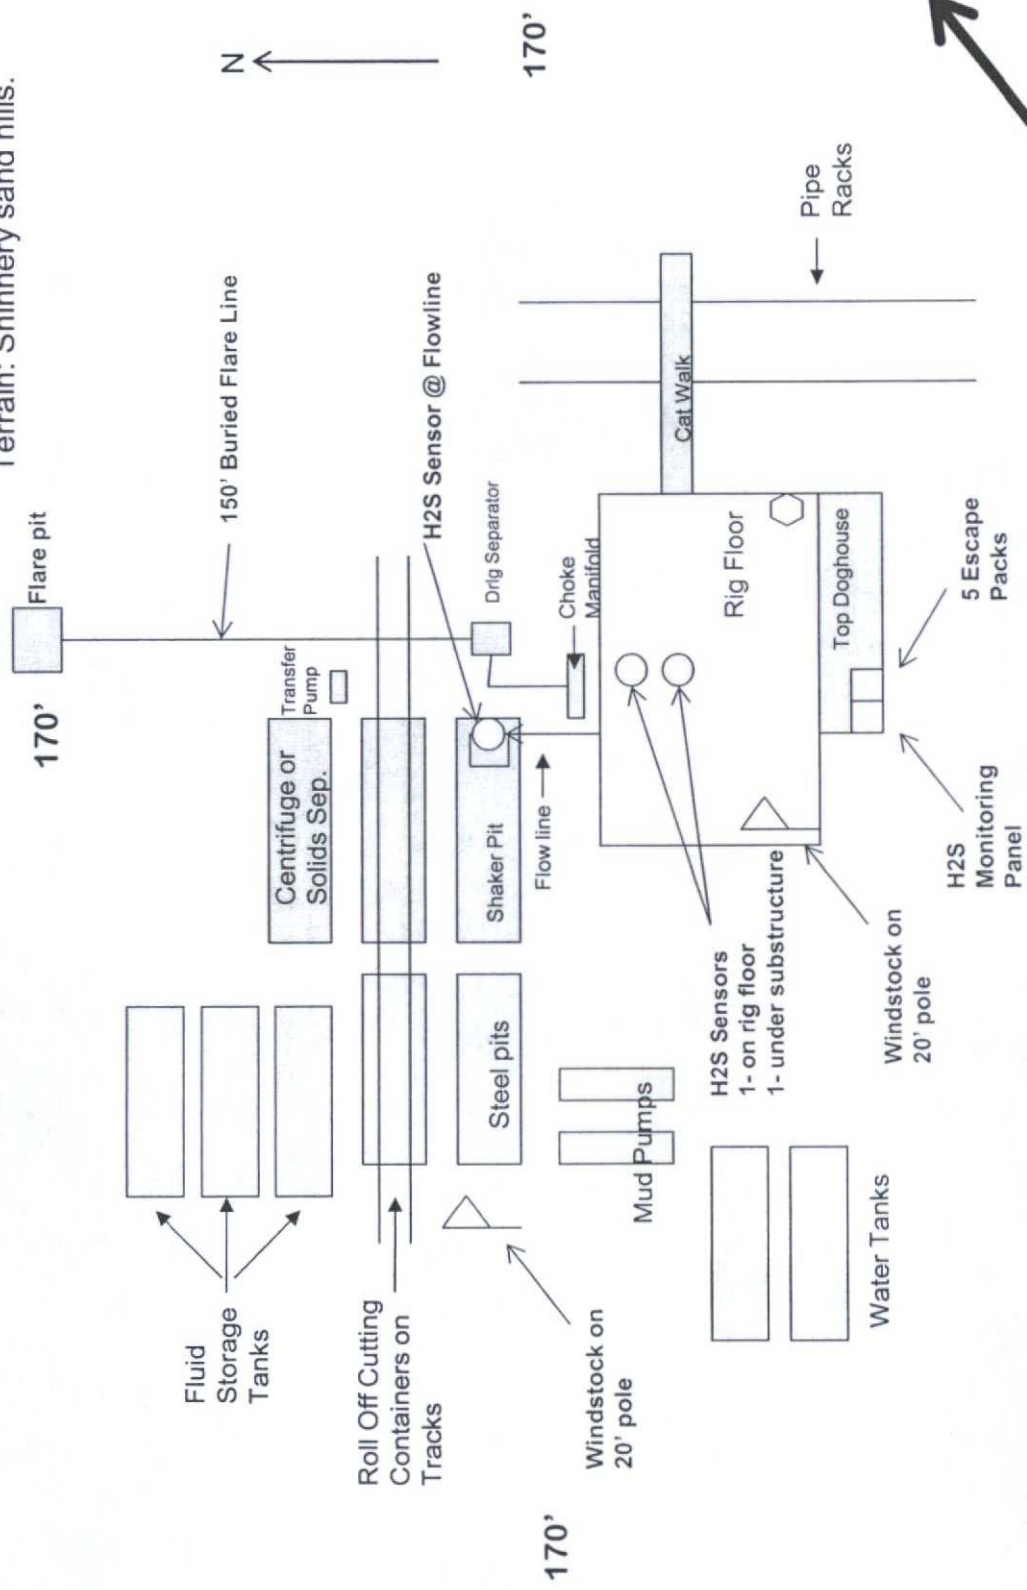 Terrain: Shinnery sand hills.
170'
Flare pit
N
150' Buried Flare Line
Fluid
Storage
Tanks
Centrifuge or
Solids Sep.
Transfer
Pump
H2S Sensor @ Flowline
Roll Off Cutting
Containers on
Tracks
Steel pits
Shaker Pit
Drlg Separator
170'
170'
Flow line
Choke
Manifold
Windstock on
20' pole
Mud Pumps
Cat Walk
Rig Floor
Pipe
Racks
H2S Sensors
1- on rig floor
1- under substructure
Top Doghouse
Water Tanks
Windstock on
20' pole
H2S
Monitoring
Panel
5 Escape
Packs